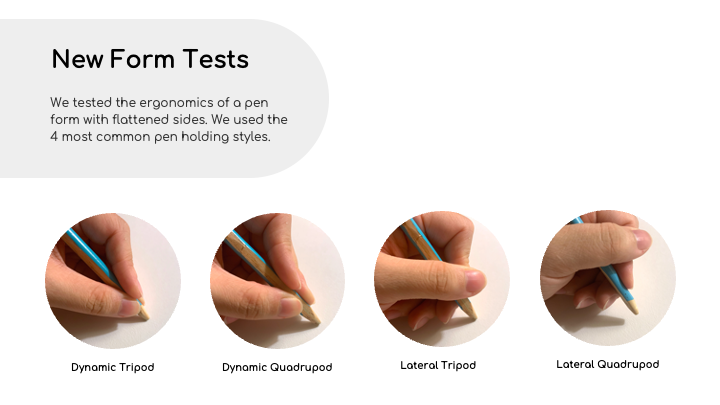 New Form Tests
We tested the ergonomics of a pen
form with flattened sides. We used the
4 most common pen holding styles.
Dynamic Tripod
Dynamic Quadrupod
Lateral Tripod
Lateral Quadrupod